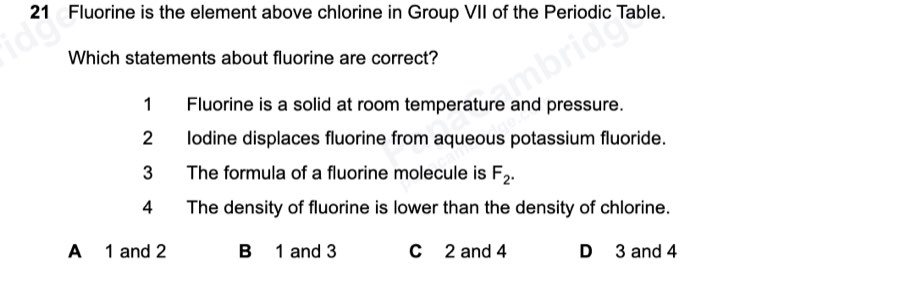 21 Fluorine is the element above chlorine in Group VII of the Periodic Table.
Which statements about fluorine are correct?
1 Fluorine is a solid at room temperature and pressure.
2 Iodine displaces fluorine from aqueous potassium fluoride.
3 The formula of a fluorine molecule is F₂.
4 The density of fluorine is lower than the density of chlorine.
A 1 and 2 B 1 and 3 C 2 and 4 D 3 and 4